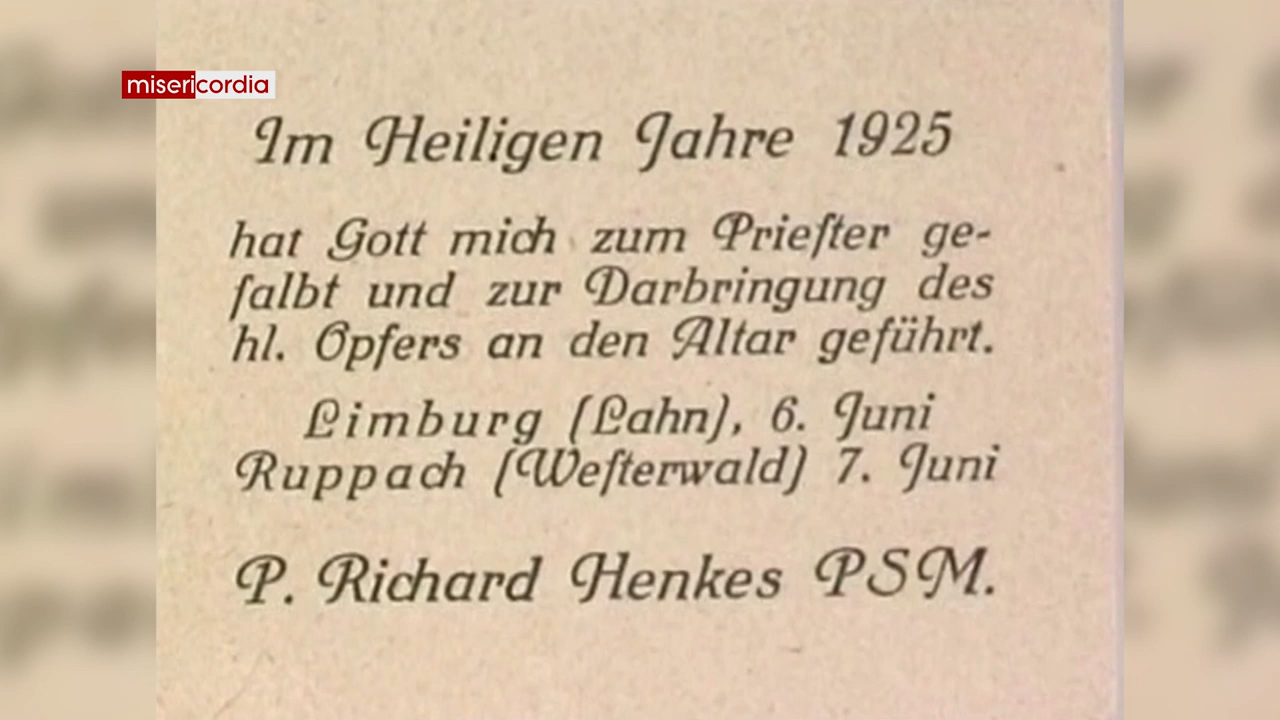 misericordia
Im Heiligen Jahre 1925
hat Gott mich zum Prieſter ge-
ſalbt und zur Darbringung des
hl. Opfers an den Altar geführt.
Limburg (Lahn), 6. Juni
Ruppach (Weſterwald) 7. Juni
P. Richard Henkes PSM.